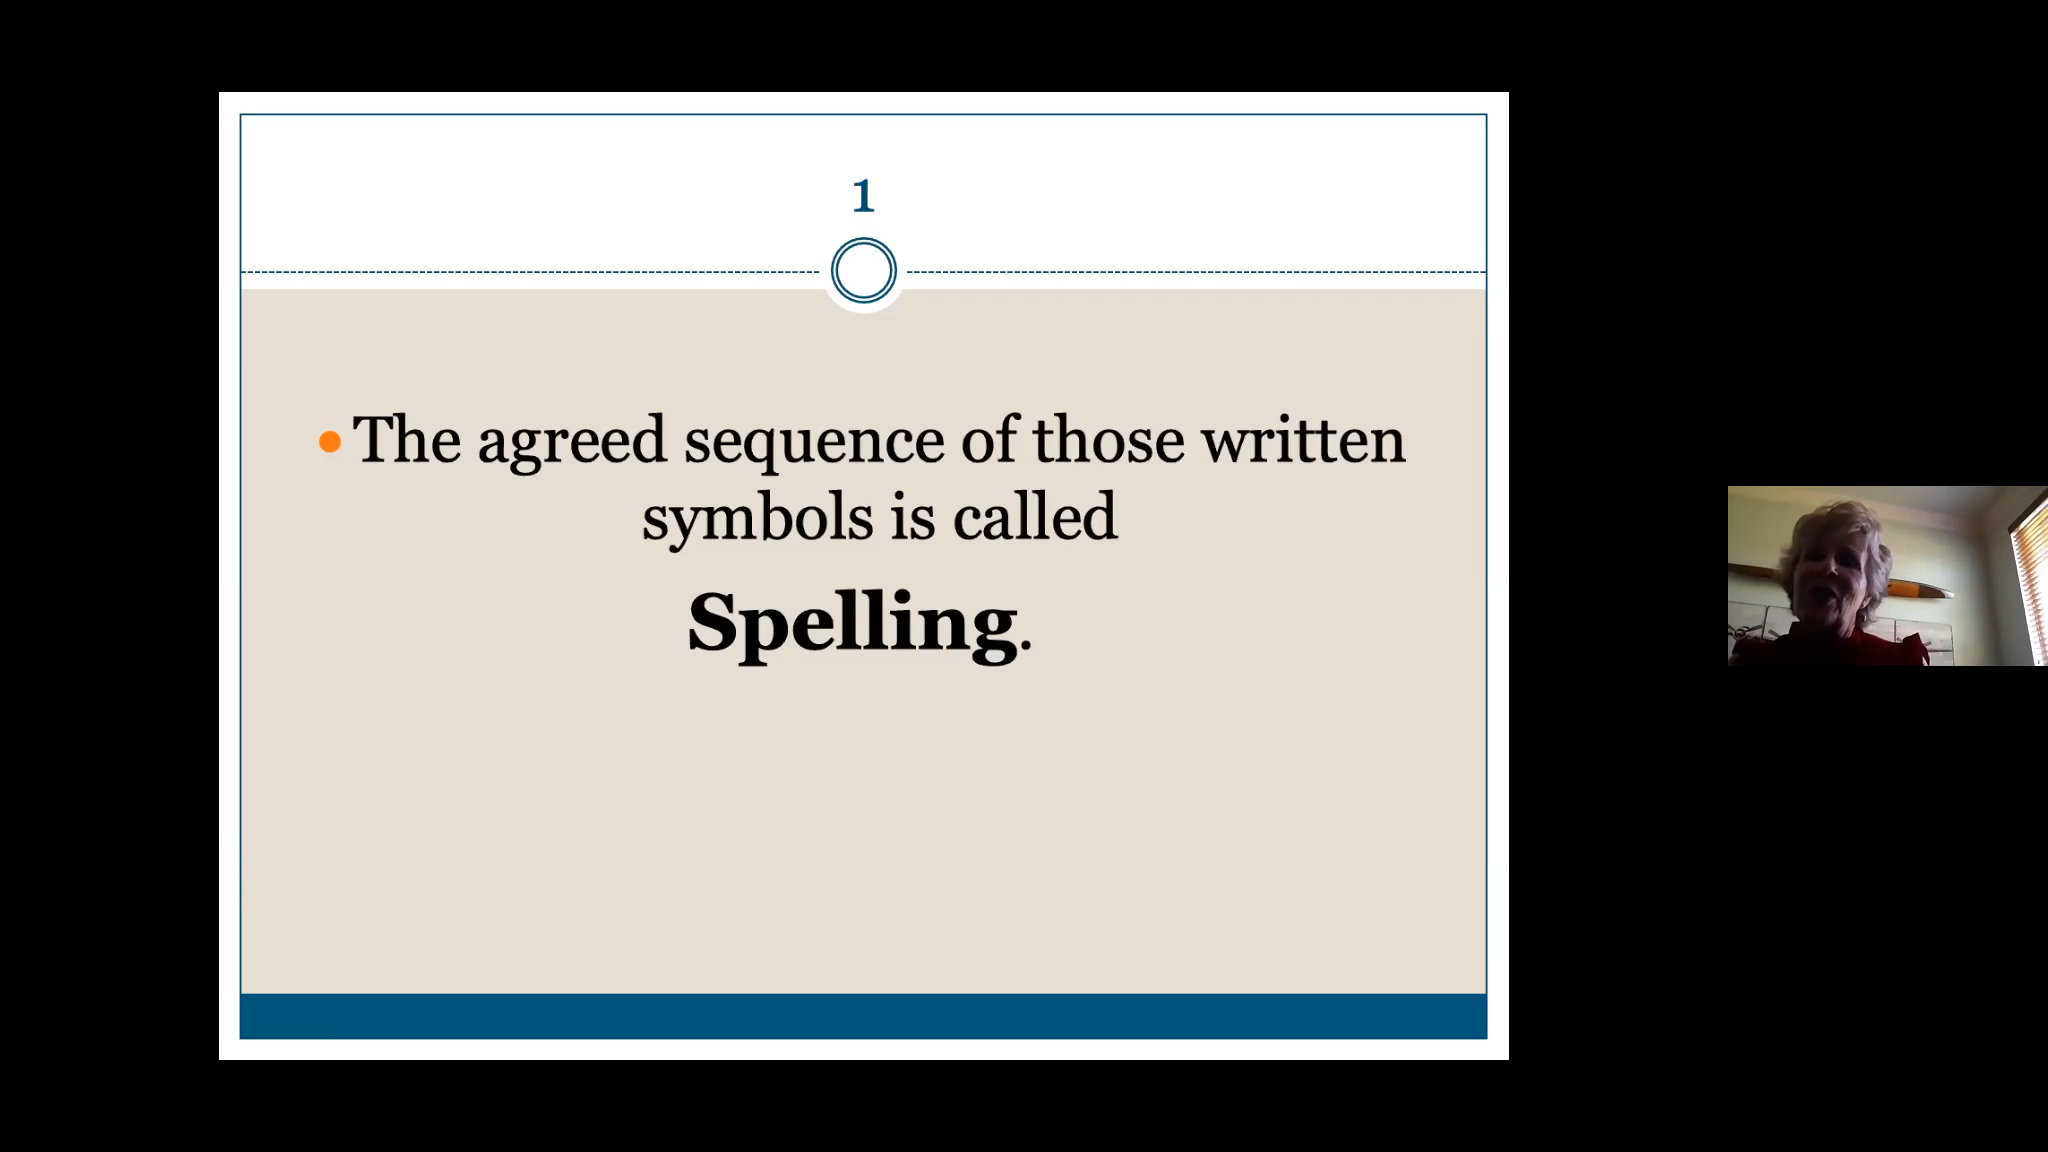 1
• The agreed sequence of those written
symbols is called
Spelling.